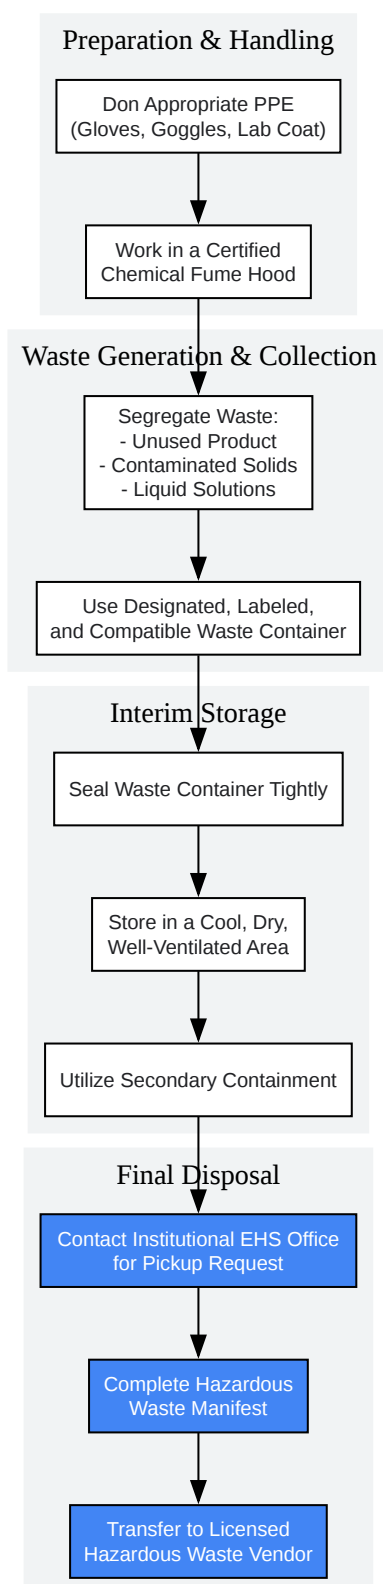 Preparation & Handling
Don Appropriate PPE
(Gloves, Goggles, Lab Coat)
Work in a Certified
Chemical Fume Hood
Waste Generation & Collection
Segregate Waste:
- Unused Product
- Contaminated Solids
- Liquid Solutions
Use Designated, Labeled,
and Compatible Waste Container
Interim Storage
Seal Waste Container Tightly
Store in a Cool, Dry,
Well-Ventilated Area
Utilize Secondary Containment
Final Disposal
Contact Institutional EHS Office
for Pickup Request
Complete Hazardous
Waste Manifest
Transfer to Licensed
Hazardous Waste Vendor